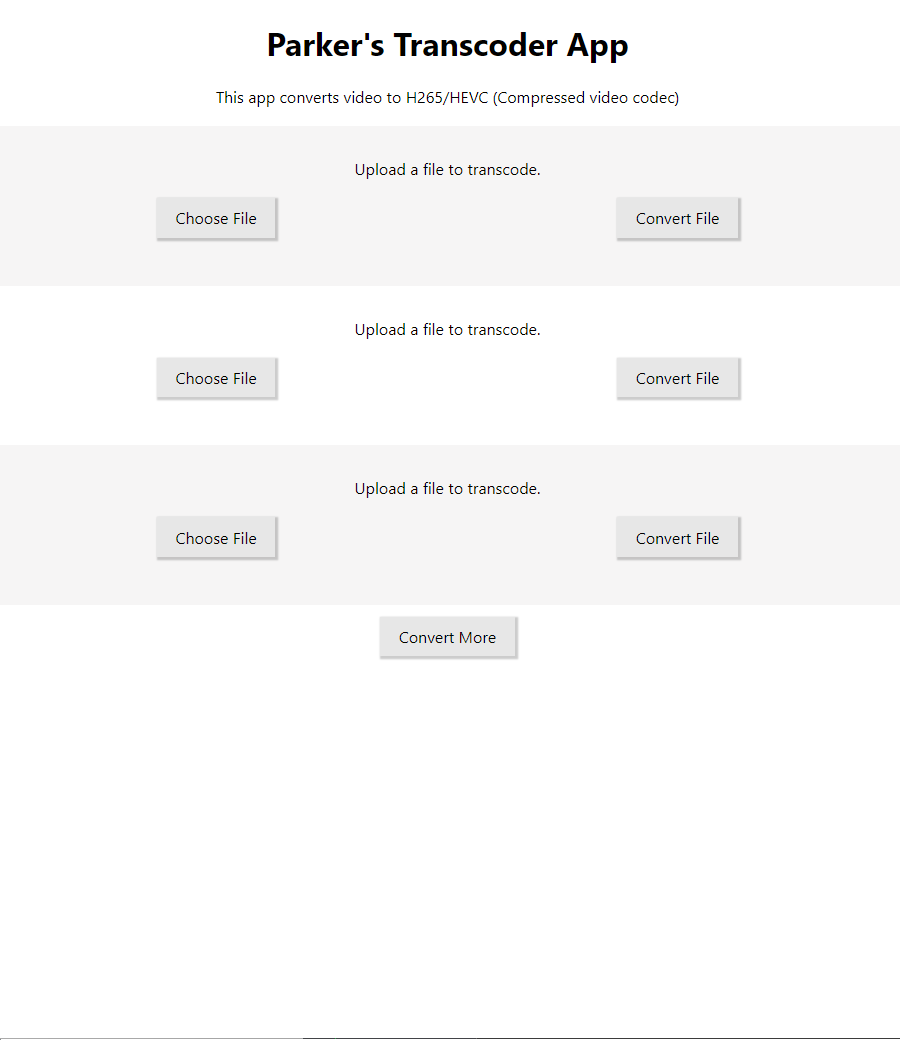 Parker's Transcoder App
This app converts video to H265/HEVC (Compressed video codec)
Upload a file to transcode.
Choose File
Convert File
Upload a file to transcode.
Choose File
Convert File
Upload a file to transcode.
Choose File
Convert File
Convert More